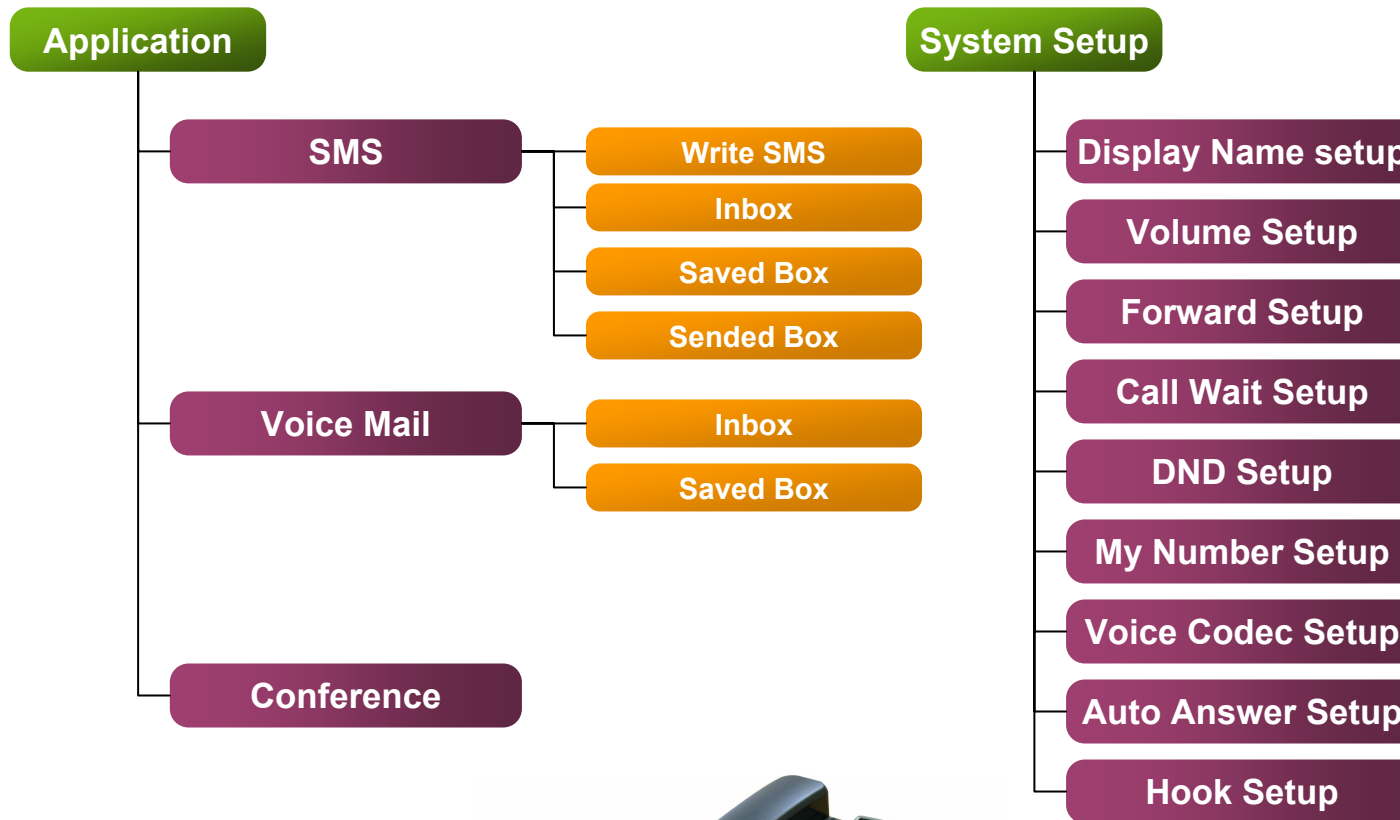 Application
SMS
Write SMS
Inbox
Saved Box
Sended Box
Voice Mail
Inbox
Saved Box
Conference
System Setup
Display Name setup
Volume Setup
Forward Setup
Call Wait Setup
DND Setup
My Number Setup
Voice Codec Setup
Auto Answer Setup
Hook Setup